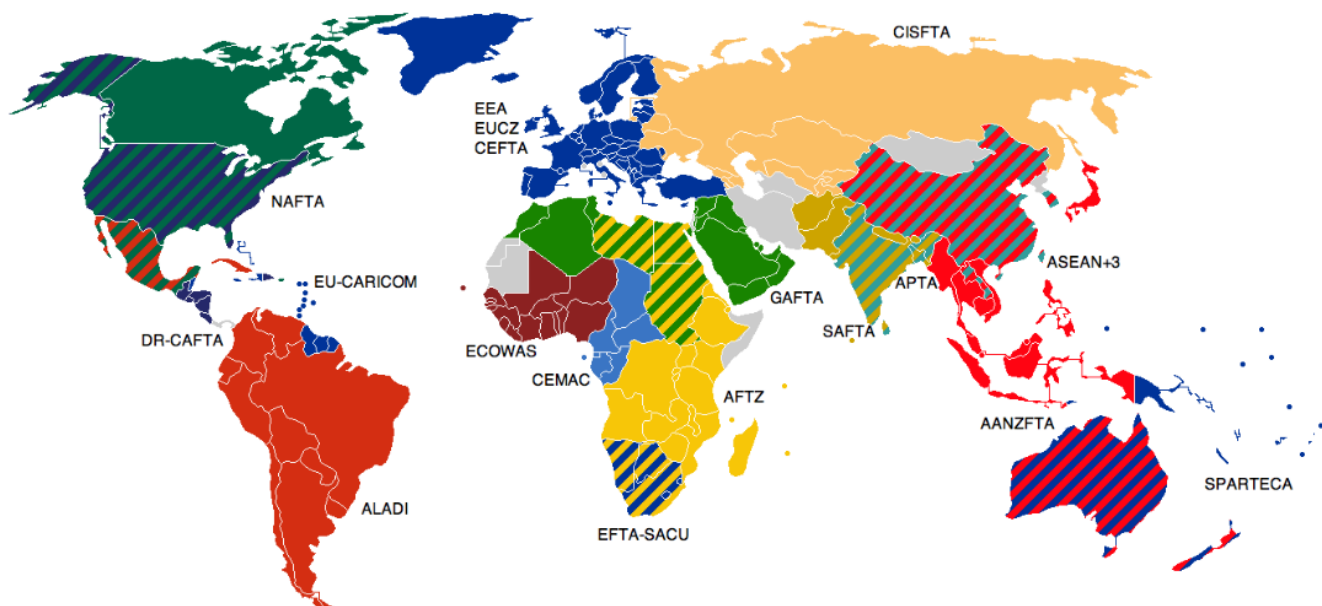 CISFTA
EEA
EUCZ
CEFTA
NAFTA
ASEAN+3
EU-CARICOM
APTA
GAFTA
SAFTA
DR-CAFTA
ECOWAS
CEMAC
AFTZ
AANZFTA
SPARTECA
ALADI
EFTA-SACU